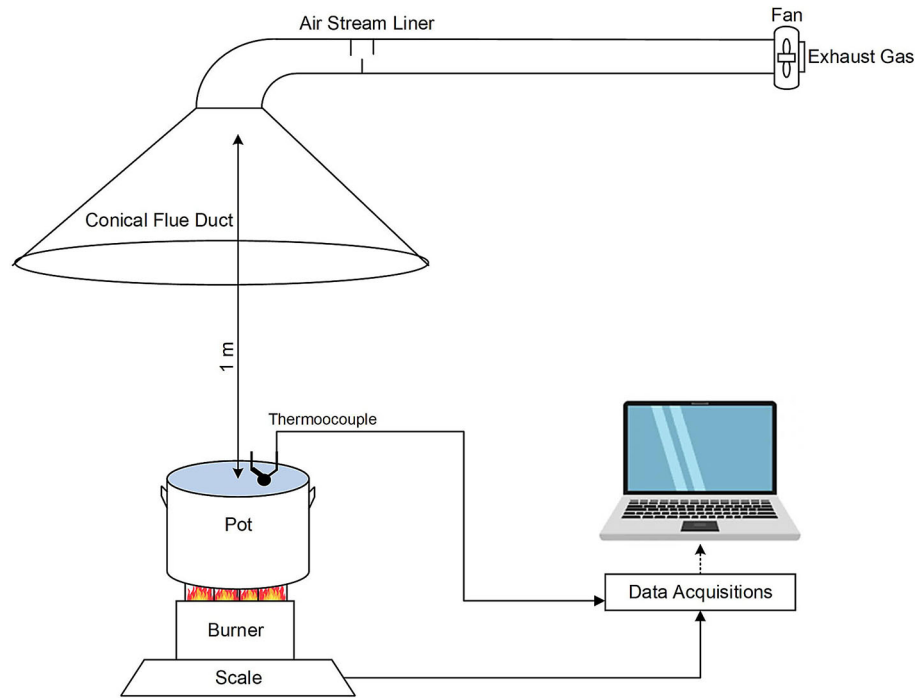 Fan
Air Stream Liner
Exhaust Gas
Conical Flue Duct
1 m
Thermoocouple
Pot
Data Acquisitions
Burner
Scale